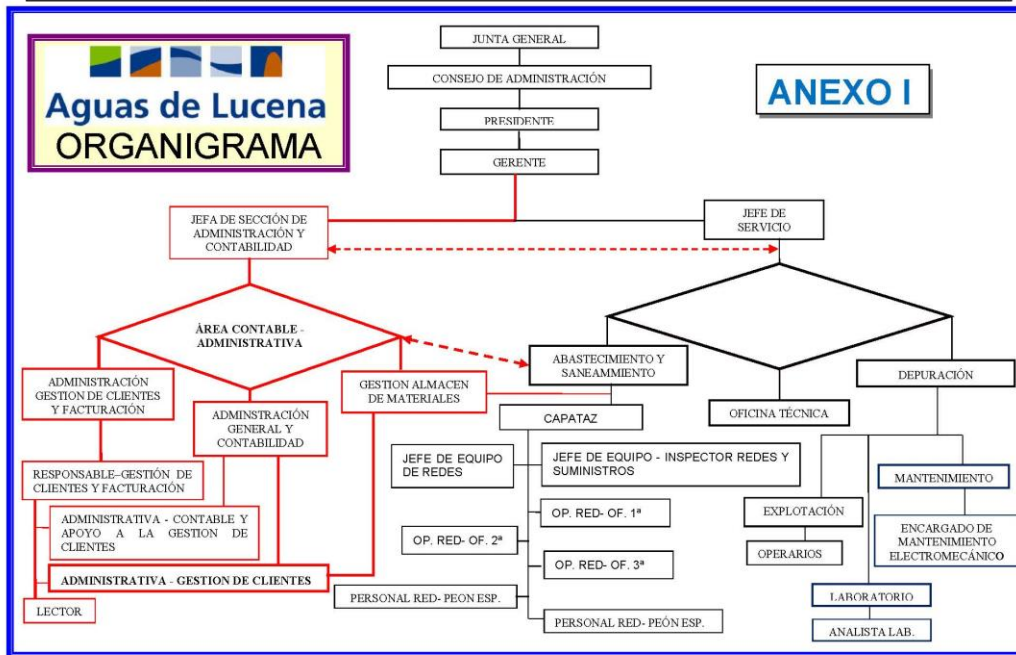 Aguas de Lucena
ORGANIGRAMA
ANEXO I
JUNTA GENERAL
CONSEJO DE ADMINISTRACIÓN
PRESIDENTE
GERENTE
JEFA DE SECCIÓN DE
ADMINISTRACIÓN Y
CONTABILIDAD
JEFE DE
SERVICIO
ÁREA CONTABLE -
ADMINISTRATIVA
ADMINISTRACIÓN
GESTION DE CLIENTES
Y FACTURACIÓN
ADMINSTRACIÓN
GENERAL Y
CONTABILIDAD
GESTION ALMACEN
DE MATERIALES
ABASTECIMIENTO Y
SANEAMMIENTO
OFICINA TÉCNICA
DEPURACIÓN
RESPONSABLE–GESTIÓN DE
CLIENTES Y FACTURACIÓN
ADMINISTRATIVA - CONTABLE Y
APOYO A LA GESTION DE
CLIENTES
ADMINISTRATIVA - GESTION DE CLIENTES
LECTOR
CAPATAZ
JEFE DE EQUIPO
DE REDES
JEFE DE EQUIPO - INSPECTOR REDES Y
SUMINISTROS
OP. RED- OF. 1ª
OP. RED- OF. 2ª
OP. RED- OF. 3ª
PERSONAL RED- PEON ESP.
PERSONAL RED- PEÓN ESP.
EXPLOTACIÓN
OPERARIOS
MANTENIMIENTO
ENCARGADO DE
MANTENIMIENTO
ELECTROMECÁNICO
LABORATORIO
ANALISTA LAB.